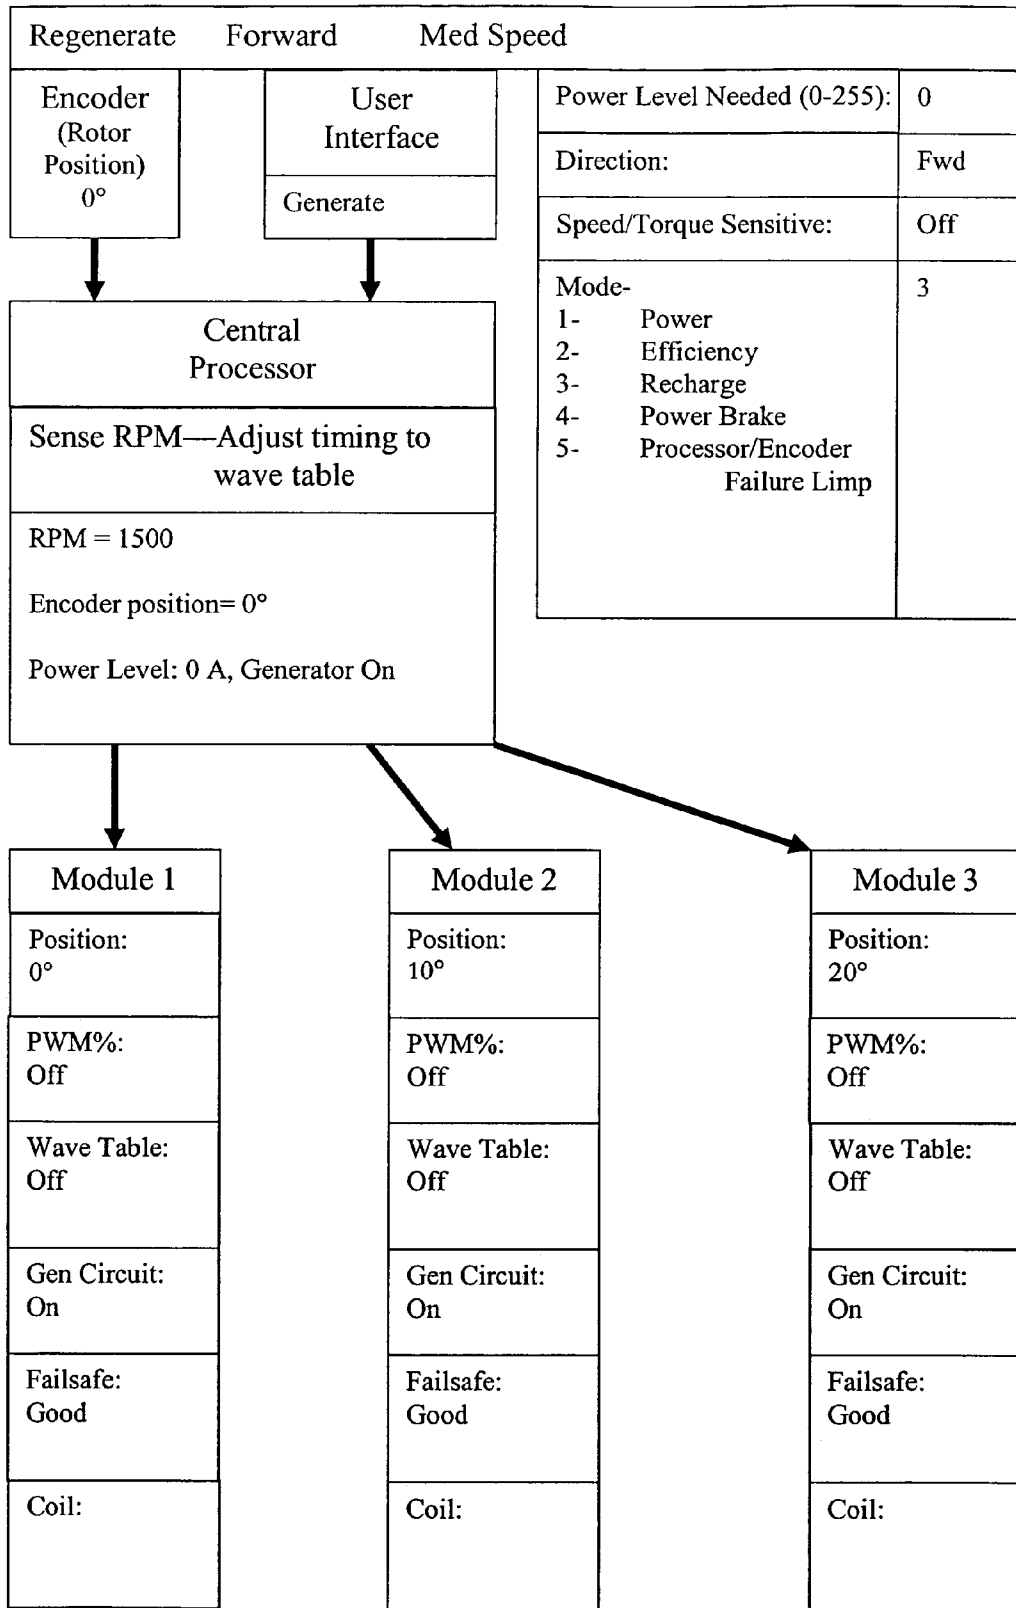 Regenerate Forward Med Speed
Encoder
(Rotor
Position)
0°
User
Interface
Generate
Power Level Needed (0-255): 0
Direction: Fwd
Speed/Torque Sensitive: Off
Mode- 3
1- Power
2- Efficiency
3- Recharge
4- Power Brake
5- Processor/Encoder
Failure Limp
Central
Processor
Sense RPM—Adjust timing to
wave table
RPM = 1500
Encoder position= 0°
Power Level: 0 A, Generator On
Module 1
Position:
0°
PWM%:
Off
Wave Table:
Off
Gen Circuit:
On
Failsafe:
Good
Coil:
Module 2
Position:
10°
PWM%:
Off
Wave Table:
Off
Gen Circuit:
On
Failsafe:
Good
Coil:
Module 3
Position:
20°
PWM%:
Off
Wave Table:
Off
Gen Circuit:
On
Failsafe:
Good
Coil: